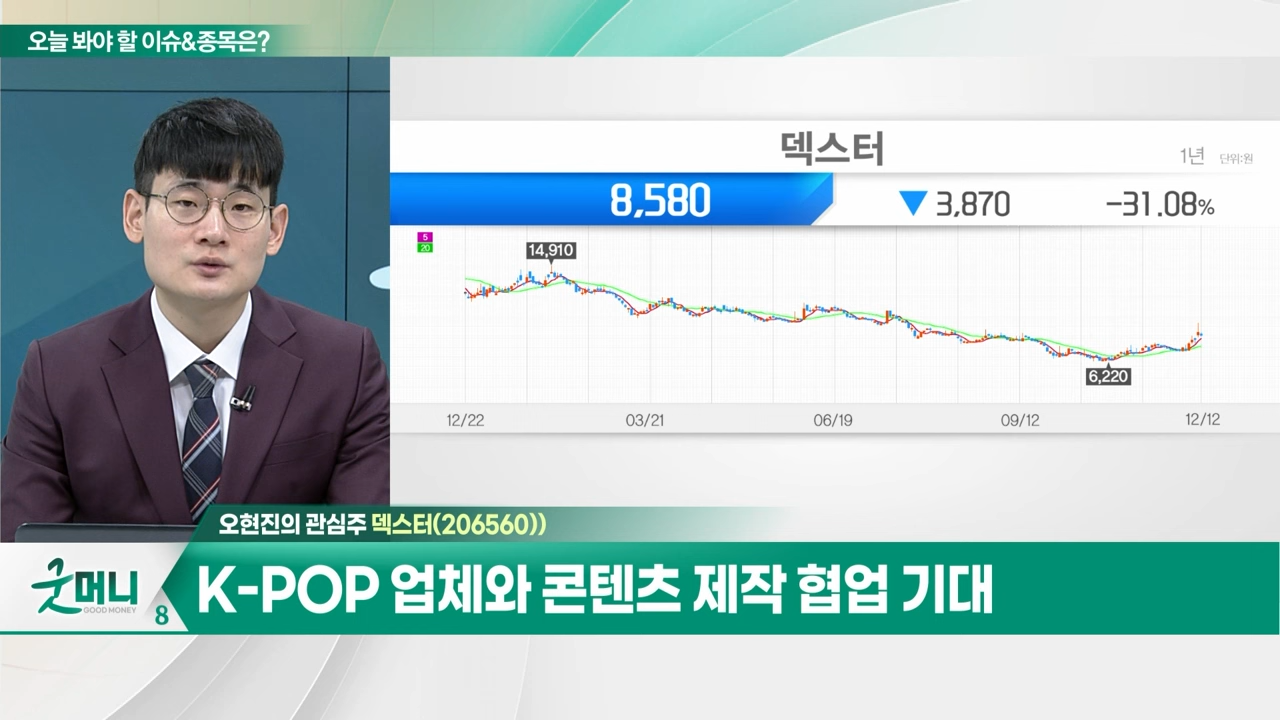 오늘 봐야 할 이슈&종목은?
덱스터
1년 단위:원
8,580 ▼ 3,870 -31.08%
5
20
14,910
6,220
12/22 03/21 06/19 09/12 12/12
오현진의 관심주 덱스터(206560))
K-POP 업체와 콘텐츠 제작 협업 기대
굿머니
GOOD MONEY
8